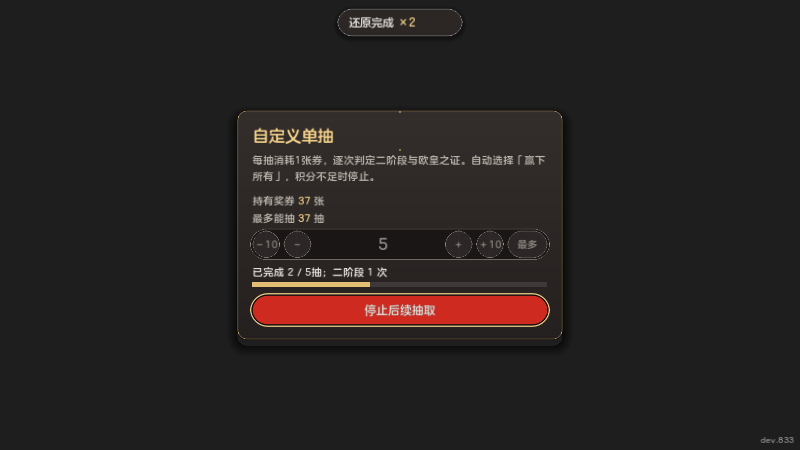 还原完成 ×2
自定义单抽
每抽消耗1张券，逐次判定二阶段与欧皇之证。自动选择「赢下
所有」，积分不足时停止。
持有奖券 37 张
最多能抽 37 抽
-10 - 5 + +10 最多
已完成 2 / 5抽；二阶段 1 次
停止后续抽取
dev.833